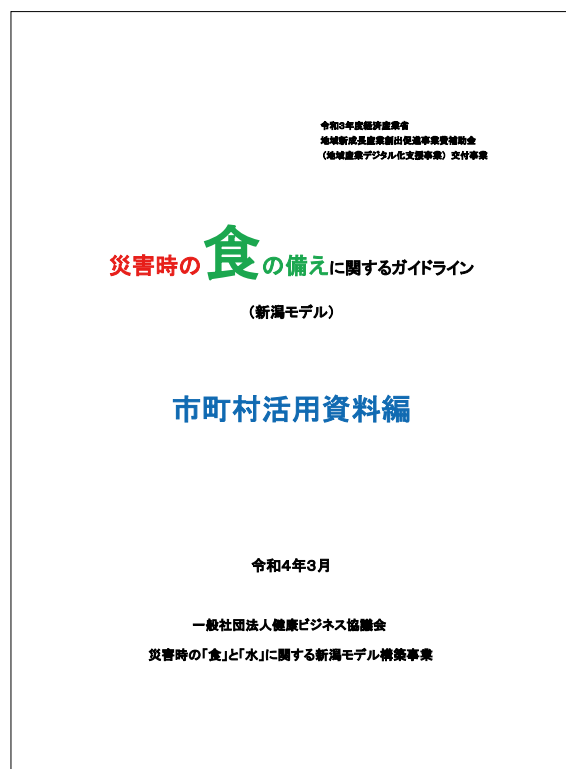 令和3年度経済産業省
地域新成長産業創出促進事業費補助金
（地域産業デジタル化支援事業）交付事業
災害時の食の備えに関するガイドライン
（新潟モデル）
市町村活用資料編
令和4年3月
一般社団法人健康ビジネス協議会
災害時の「食」と「水」に関する新潟モデル構築事業